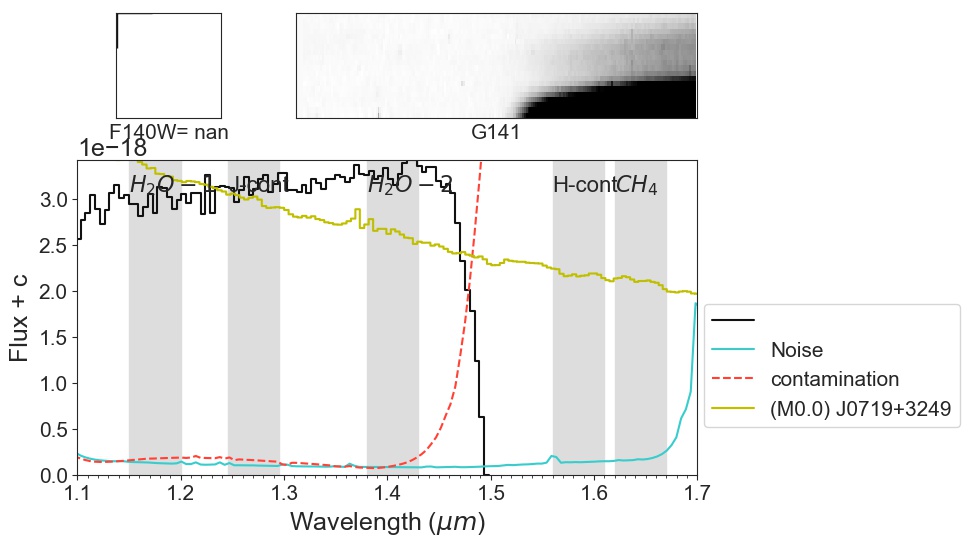 F140W= nan
G141
1e−18
H₂O − 1
J-cont
H₂O − 2
H-cont
CH₄
3.0
2.5
2.0
1.5
1.0
0.5
0.0
Flux + c
1.1 1.2 1.3 1.4 1.5 1.6 1.7
Wavelength (μm)
Noise
contamination
(M0.0) J0719+3249